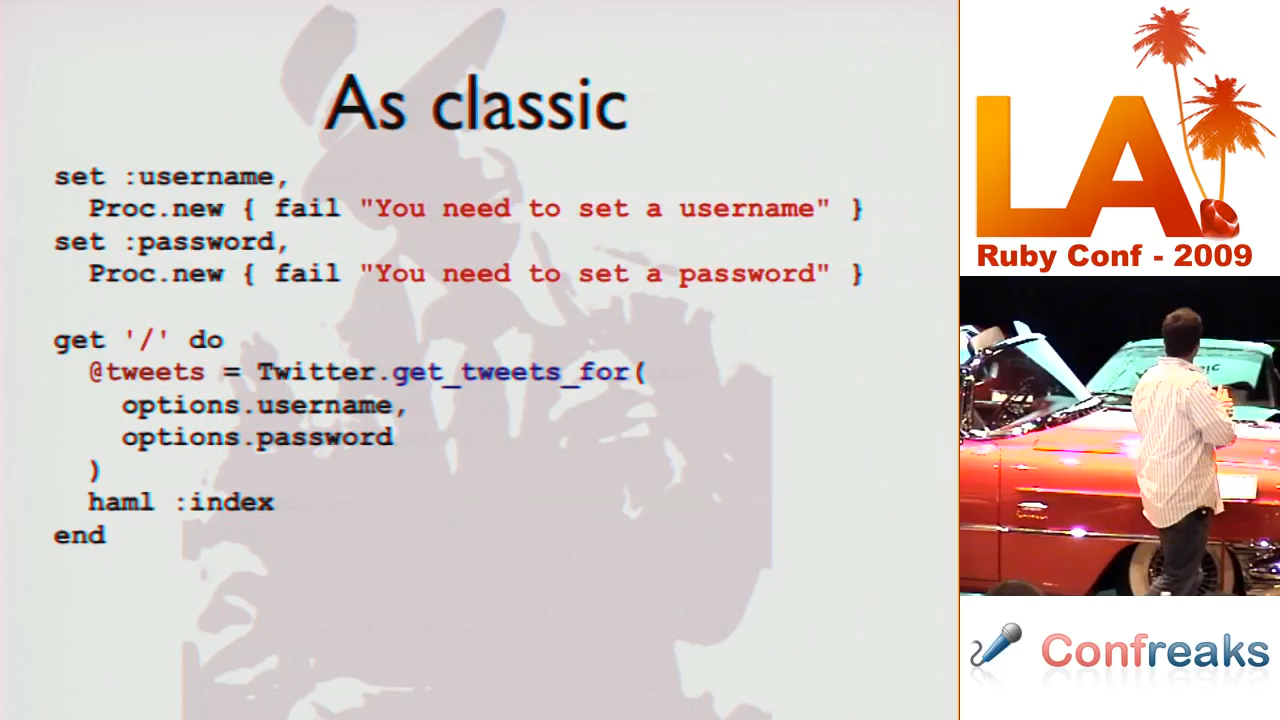 As classic
set :username,
  Proc.new { fail "You need to set a username" }
set :password,
  Proc.new { fail "You need to set a password" }
get '/' do
  @tweets = Twitter.get_tweets_for(
    options.username,
    options.password
  )
  haml :index
end
LA
Ruby Conf - 2009
Confreaks